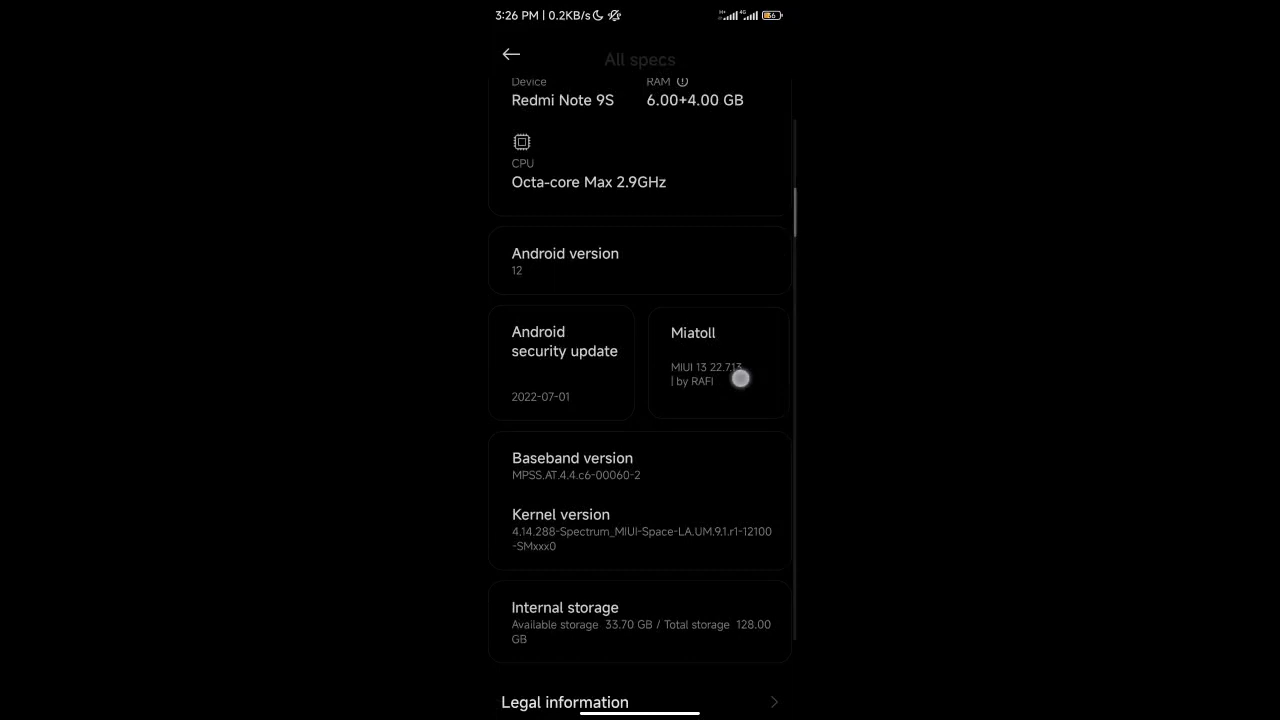 3:26 PM | 0.2KB/s
All specs
Device
RAM
Redmi Note 9S
6.00+4.00 GB
CPU
Octa-core Max 2.9GHz
Android version
12
Android
security update
2022-07-01
Miatoll
MIUI 13 22.7.13
| by RAFI
Baseband version
MPSS.AT.4.4.c6-00060-2
Kernel version
4.14.288-Spectrum_MIUI-Space-LA.UM.9.1.r1-12100
-SMxxx0
Internal storage
Available storage 33.70 GB / Total storage 128.00
GB
Legal information